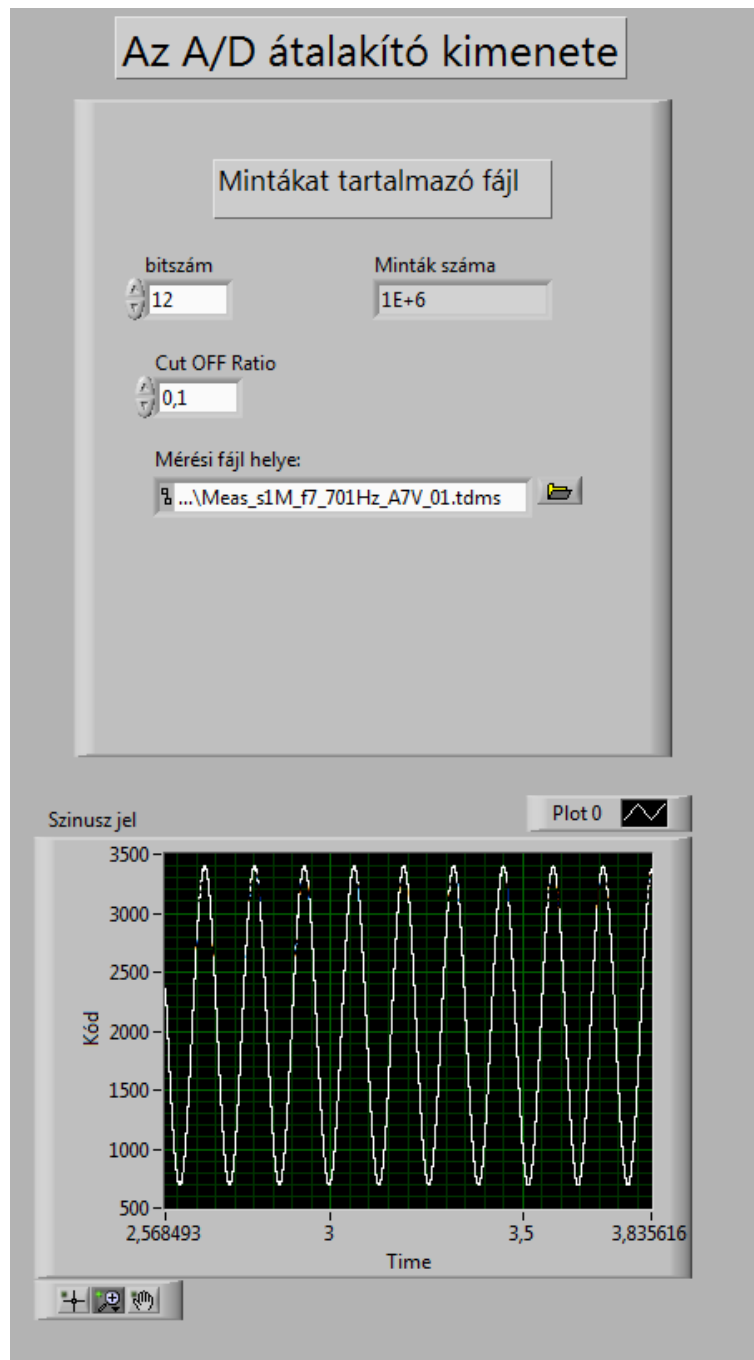 Az A/D átalakító kimenete
Mintákat tartalmazó fájl
bitszám
Minták száma
12
1E+6
Cut OFF Ratio
0,1
Mérési fájl helye:
...\Meas_s1M_f7_701Hz_A7V_01.tdms
Szinusz jel
Plot 0
3500
3000
2500
2000
1500
1000
500
Kód
2,568493
3
3,5
3,835616
Time